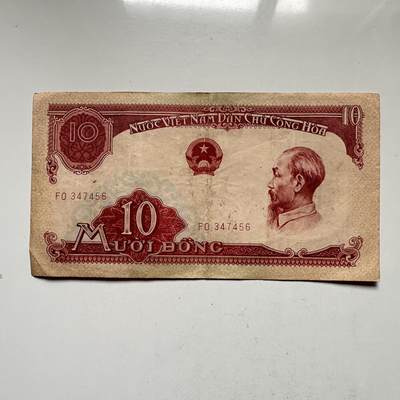 10 NƯỚC VIỆT NAM DÂN CHỦ CỘNG HÒA 10
FO 347456
10 FO 347456
MƯỜI ĐỒNG